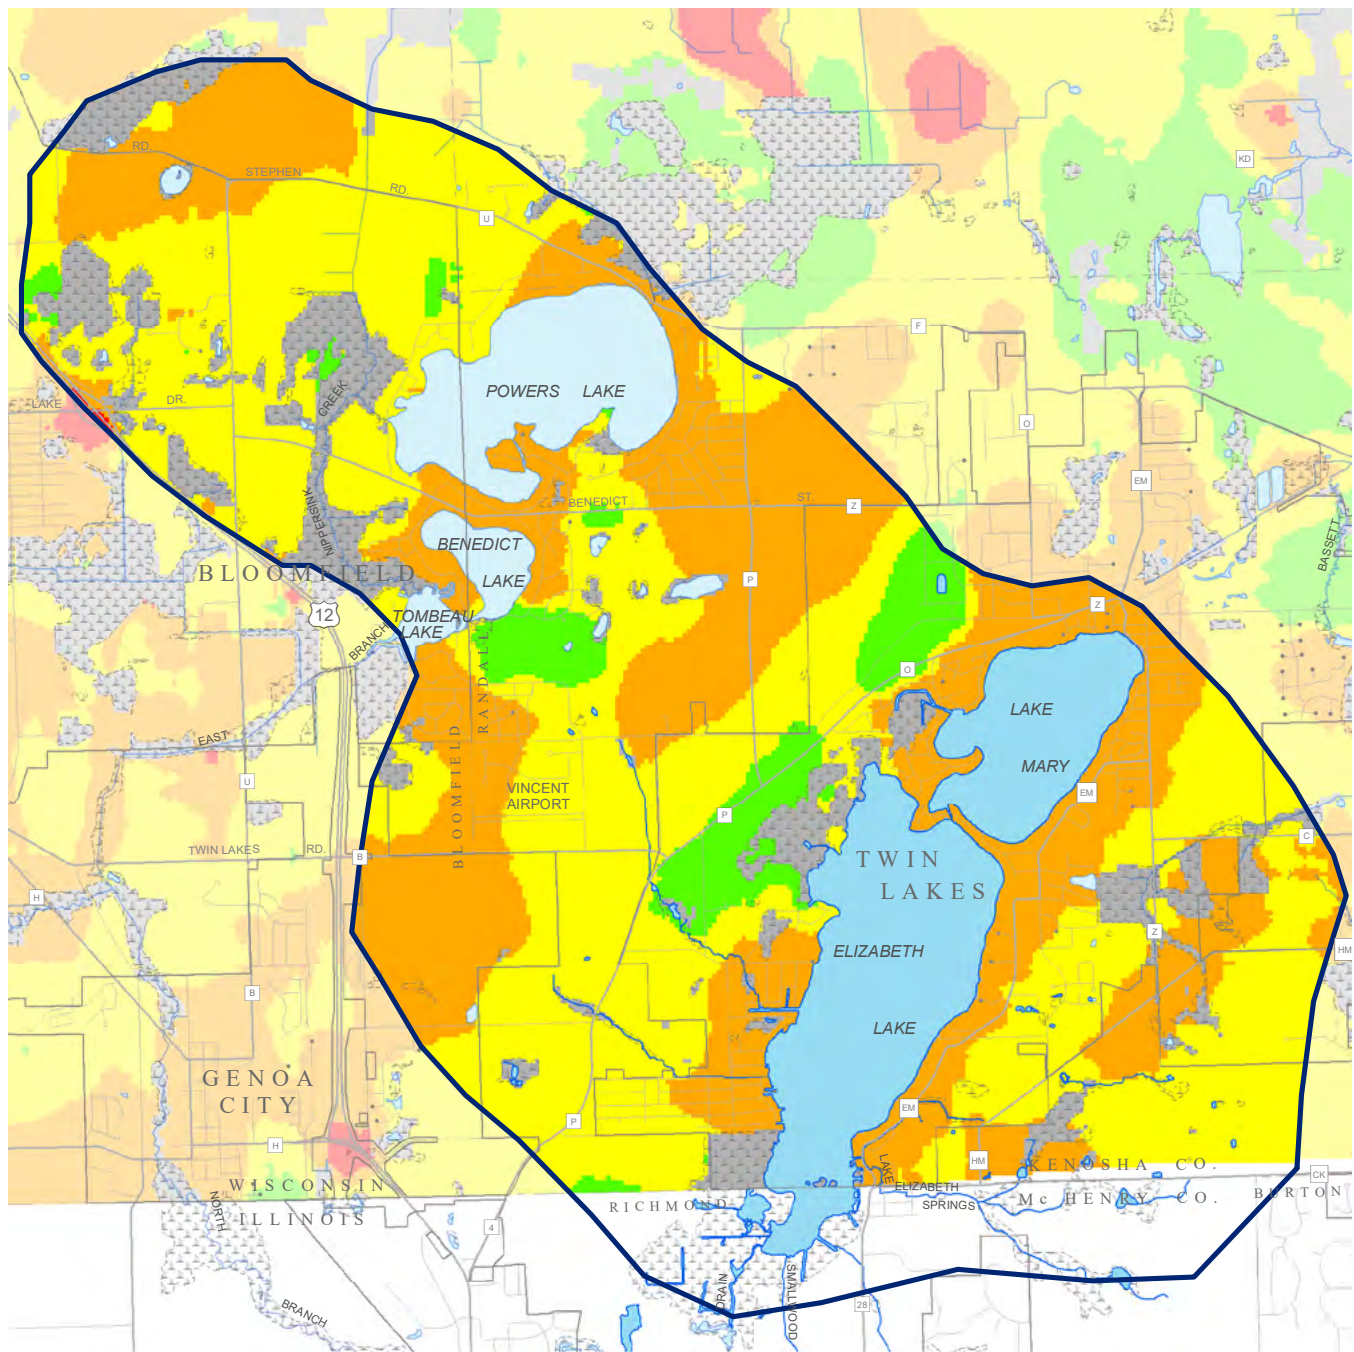 RD.
KD
STEPHEN
RD.
U
F
POWERS LAKE
LAKE
DR.
CREEK
O
EM
BENEDICT
ST.
Z
NIPPERSINK
BASSETT
BENEDICT
LAKE
BLOOMFIELD
P
12
TOMBEAU
LAKE
BRANCH
Z
RANDALL
O
LAKE
MARY
EAST
BLOOMFIELD
U
VINCENT
AIRPORT
EM
P
C
TWIN LAKES
RD.
B
TWIN
LAKES
H
Z
ELIZABETH
HM
B
LAKE
GENOA
CITY
EM
P
H
HM
LAKE
KENOSHA CO.
CK
WISCONSIN
ELIZABETH
SPRINGS
Mc HENRY CO.
BURTON
RICHMOND
NORTH
ILLINOIS
4
DRAIN
SMALLWOOD
28
BRANCH